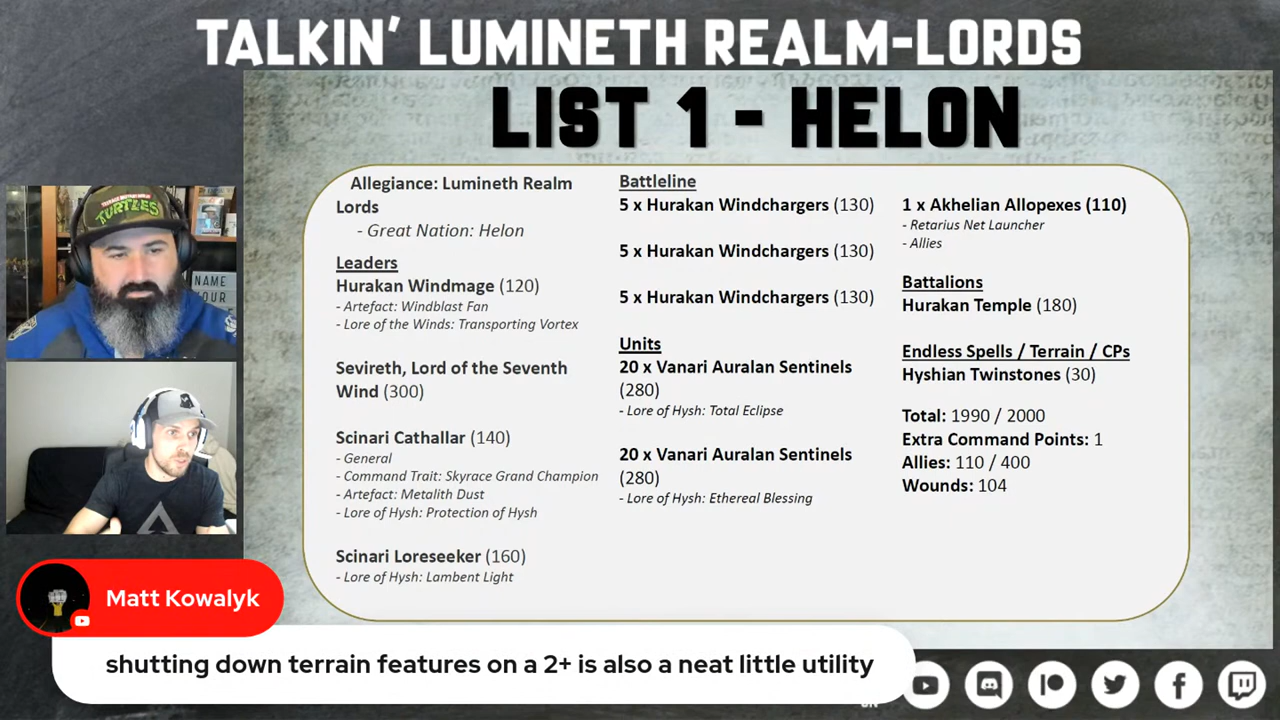 TALKIN' LUMINETH REALM-LORDS
LIST 1 - HELON
Allegiance: Lumineth Realm
Lords
- Great Nation: Helon
Leaders
Hurakan Windmage (120)
- Artefact: Windblast Fan
- Lore of the Winds: Transporting Vortex
Sevireth, Lord of the Seventh
Wind (300)
Scinari Cathallar (140)
- General
- Command Trait: Skyrace Grand Champion
- Artefact: Metalith Dust
- Lore of Hysh: Protection of Hysh
Scinari Loreseeker (160)
- Lore of Hysh: Lambent Light
Battleline
5 x Hurakan Windchargers (130)
5 x Hurakan Windchargers (130)
5 x Hurakan Windchargers (130)
Units
20 x Vanari Auralan Sentinels
(280)
- Lore of Hysh: Total Eclipse
20 x Vanari Auralan Sentinels
(280)
- Lore of Hysh: Ethereal Blessing
1 x Akhelian Allopexes (110)
- Retarius Net Launcher
- Allies
Battalions
Hurakan Temple (180)
Endless Spells / Terrain / CPs
Hyshian Twinstones (30)
Total: 1990 / 2000
Extra Command Points: 1
Allies: 110 / 400
Wounds: 104
TURTLES
NAME
YOUR
Matt Kowalyk
shutting down terrain features on a 2+ is also a neat little utility